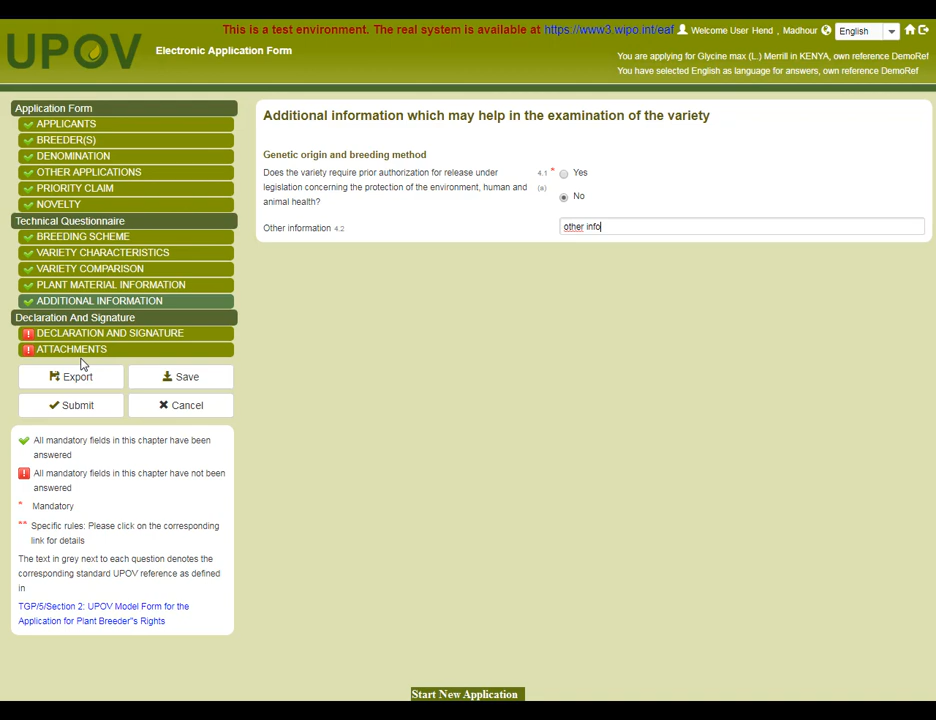 This is a test environment. The real system is available at https://www3.wipo.int/eaf
Welcome User Hend , Madhour
English
UPOV
Electronic Application Form
You are applying for Glycine max (L.) Merrill in KENYA, own reference DemoRef
You have selected English as language for answers, own reference DemoRef
Application Form
APPLICANTS
BREEDER(S)
DENOMINATION
OTHER APPLICATIONS
PRIORITY CLAIM
NOVELTY
Technical Questionnaire
BREEDING SCHEME
VARIETY CHARACTERISTICS
VARIETY COMPARISON
PLANT MATERIAL INFORMATION
ADDITIONAL INFORMATION
Declaration And Signature
DECLARATION AND SIGNATURE
ATTACHMENTS
Export
Save
Submit
Cancel
All mandatory fields in this chapter have been
answered
All mandatory fields in this chapter have not been
answered
* Mandatory
** Specific rules: Please click on the corresponding
link for details
The text in grey next to each question denotes the
corresponding standard UPOV reference as defined
in
TGP/5/Section 2: UPOV Model Form for the
Application for Plant Breeder"s Rights
Additional information which may help in the examination of the variety
Genetic origin and breeding method
Does the variety require prior authorization for release under 4.1 * Yes
legislation concerning the protection of the environment, human and (a)
animal health? No
Other information 4.2 other info
Start New Application